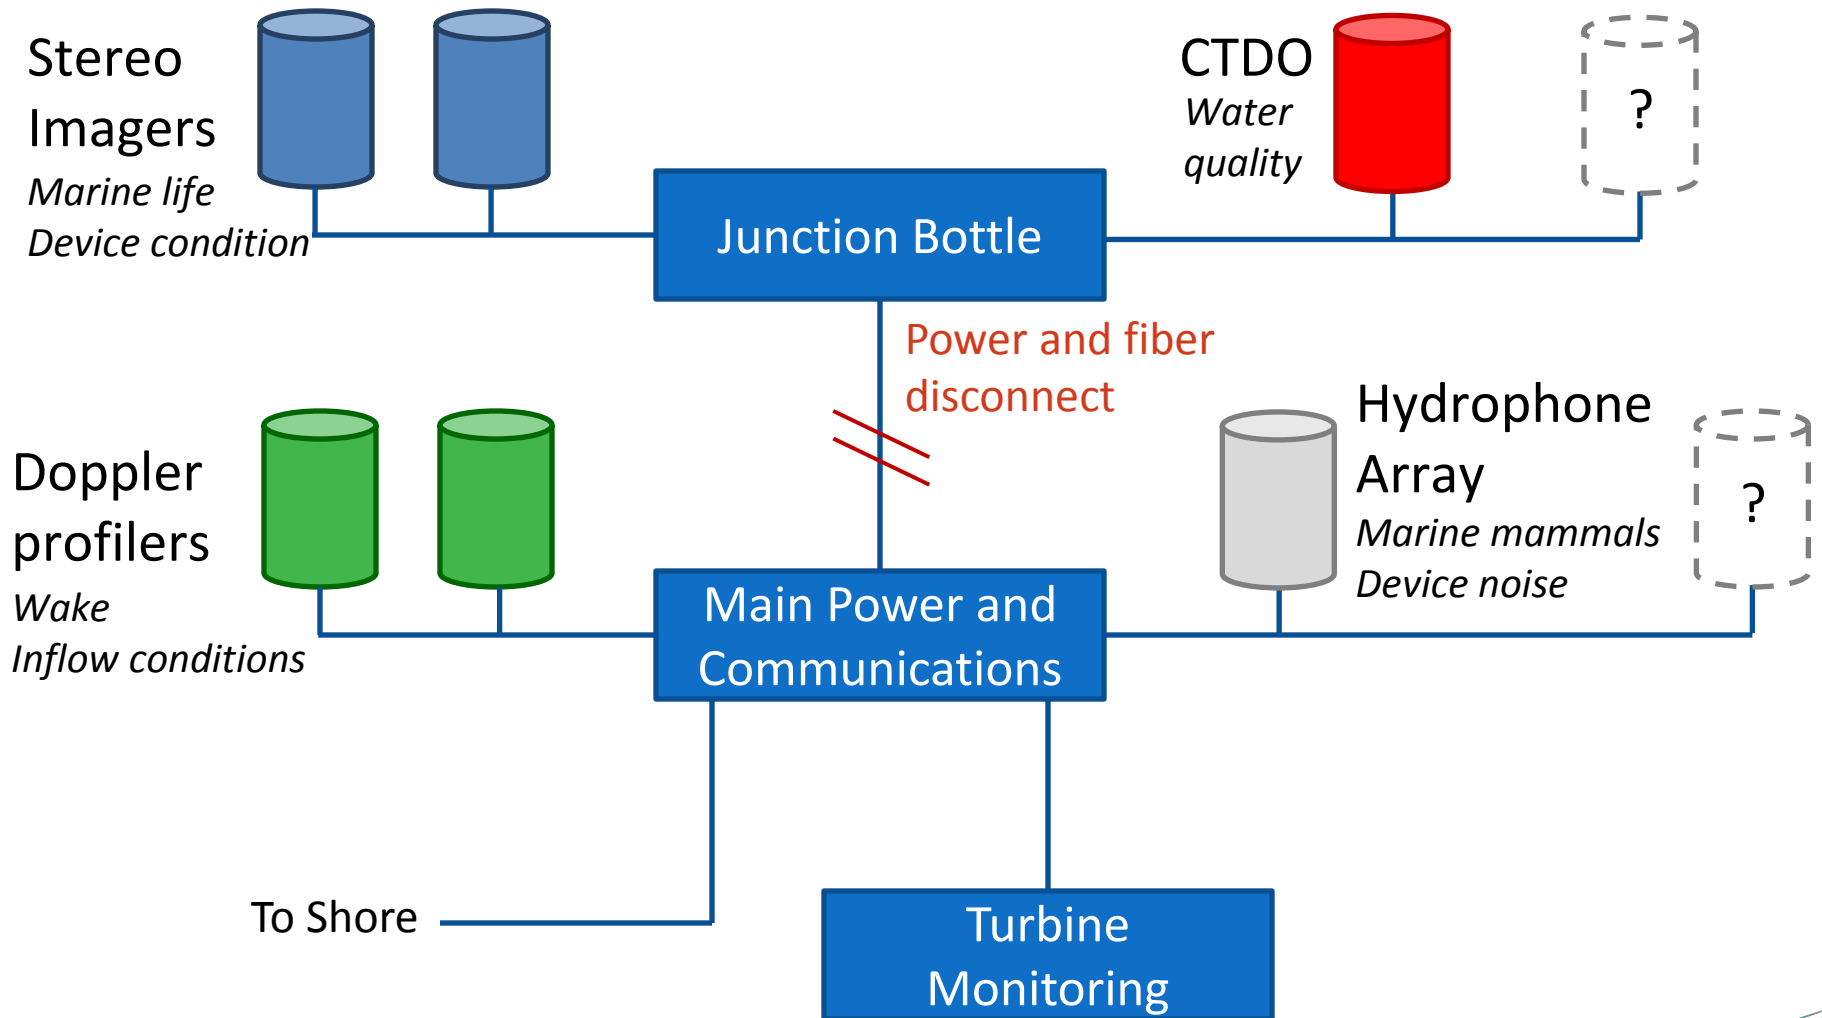 Stereo
Imagers
Marine life
Device condition
CTDO
Water
quality
?
Junction Bottle
Power and fiber
disconnect
Doppler
profilers
Wake
Inflow conditions
Hydrophone
Array
Marine mammals
Device noise
?
Main Power and
Communications
To Shore
Turbine
Monitoring